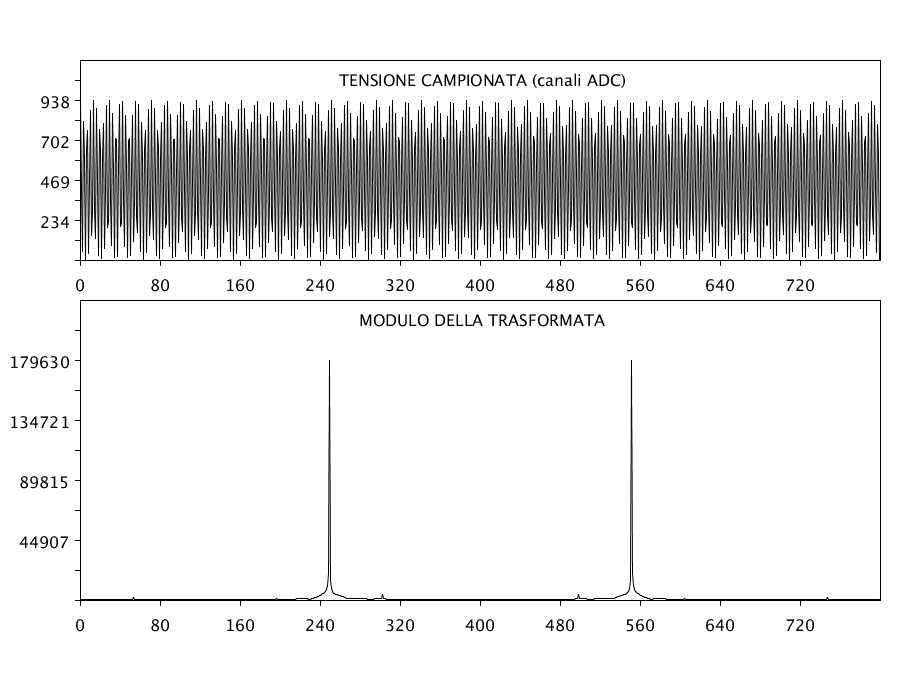 TENSIONE CAMPIONATA (canali ADC)
938
702
469
234
0 80 160 240 320 400 480 560 640 720
MODULO DELLA TRASFORMATA
179630
134721
89815
44907
0 80 160 240 320 400 480 560 640 720